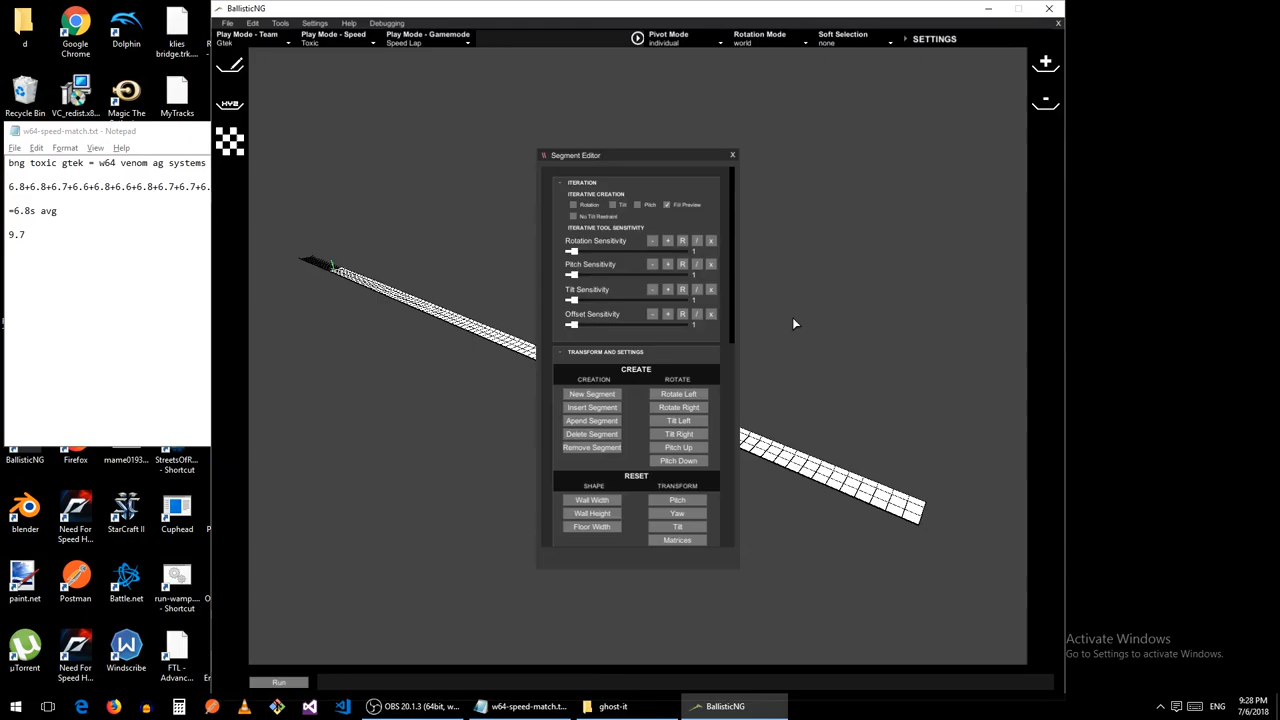 BallisticNG
File Edit Tools Settings Help Debugging
X
Play Mode - Team
Gtek
Play Mode - Speed
Toxic
Play Mode - Gamemode
Speed Lap
Pivot Mode
individual
Rotation Mode
world
Soft Selection
none
SETTINGS
XYZ
d
Google
Chrome
Dolphin
klies
bridge.trk....
Recycle Bin
VC_redist.x8...
Magic The
MyTracks
w64-speed-match.txt - Notepad
File Edit Format View Help
bng toxic gtek = w64 venom ag systems
6.8+6.8+6.7+6.6+6.8+6.6+6.8+6.7+6.7+6.
=6.8s avg
9.7
Segment Editor
X
ITERATION
ITERATIVE CREATION
Rotation Tilt Pitch Fill Preview
No Tilt Restraint
ITERATIVE TOOL SENSITIVITY
Rotation Sensitivity - + R / x
1
Pitch Sensitivity - + R / x
1
Tilt Sensitivity - + R / x
1
Offset Sensitivity - + R / x
1
TRANSFORM AND SETTINGS
CREATE
CREATION ROTATE
New Segment Rotate Left
Insert Segment Rotate Right
Apend Segment Tilt Left
Delete Segment Tilt Right
Remove Segment Pitch Up
Pitch Down
RESET
SHAPE TRANSFORM
Wall Width Pitch
Wall Height Yaw
Floor Width Tilt
Matrices
BallisticNG
Firefox
mame0193...
StreetsOfR...
- Shortcut
blender
Need For
Speed H...
StarCraft II
Cuphead
paint.net
Postman
Battle.net
run-wamp....
- Shortcut
µTorrent
Need For
Speed H...
Windscribe
FTL -
Advanc...
Run
Activate Windows
Go to Settings to activate Windows.
OBS 20.1.3 (64bit, w...
w64-speed-match.t...
ghost-it
BallisticNG
ENG
9:28 PM
7/6/2018